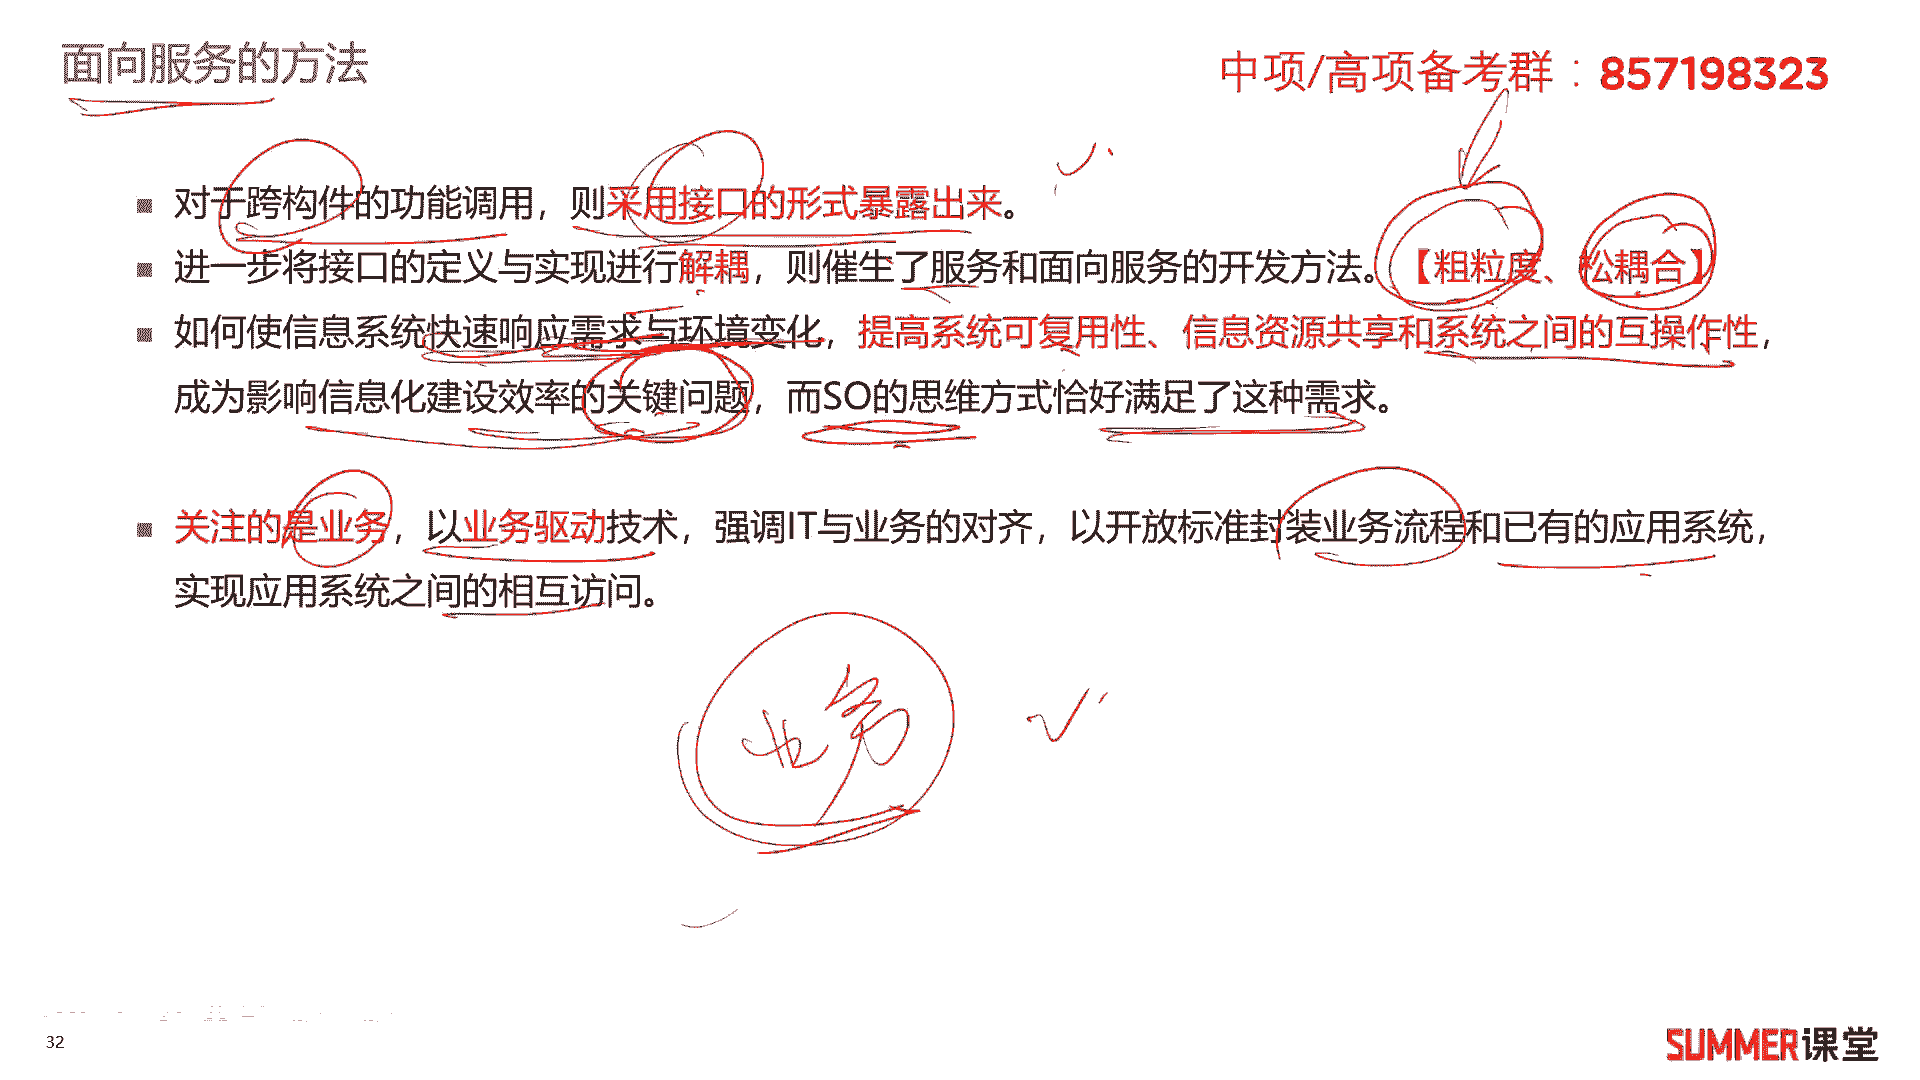 面向服务的方法
中项/高项备考群：857198323
对于跨构件的功能调用，则采用接口的形式暴露出来。
进一步将接口的定义与实现进行解耦，则催生了服务和面向服务的开发方法。【粗粒度、松耦合】
如何使信息系统快速响应需求与环境变化，提高系统可复用性、信息资源共享和系统之间的互操作性，
成为影响信息化建设效率的关键问题，而SO的思维方式恰好满足了这种需求。
关注的是业务，以业务驱动技术，强调IT与业务的对齐，以开放标准封装业务流程和已有的应用系统，
实现应用系统之间的相互访问。
业务
32
SUMMER课堂